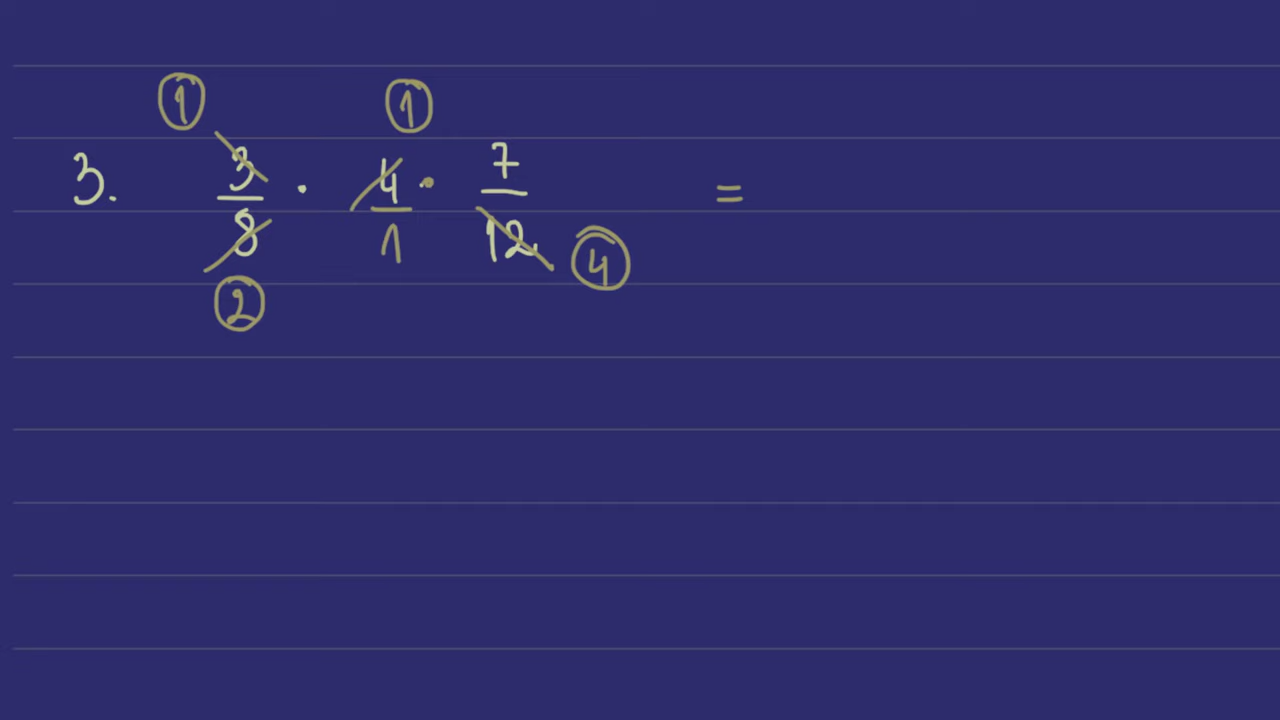 ① ①
3. 3/8 · 4/1 · 7/12 =
② ④